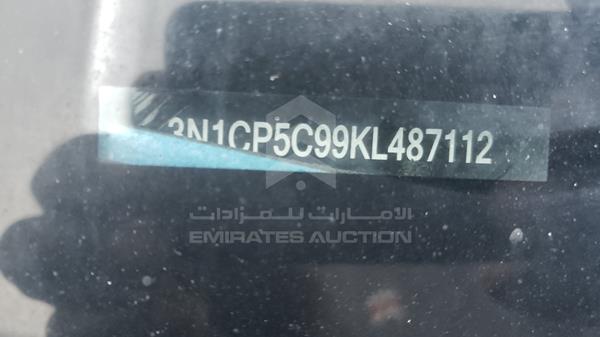 3N1CP5C99KL487112
الامارات للمزادات
EMIRATES AUCTION